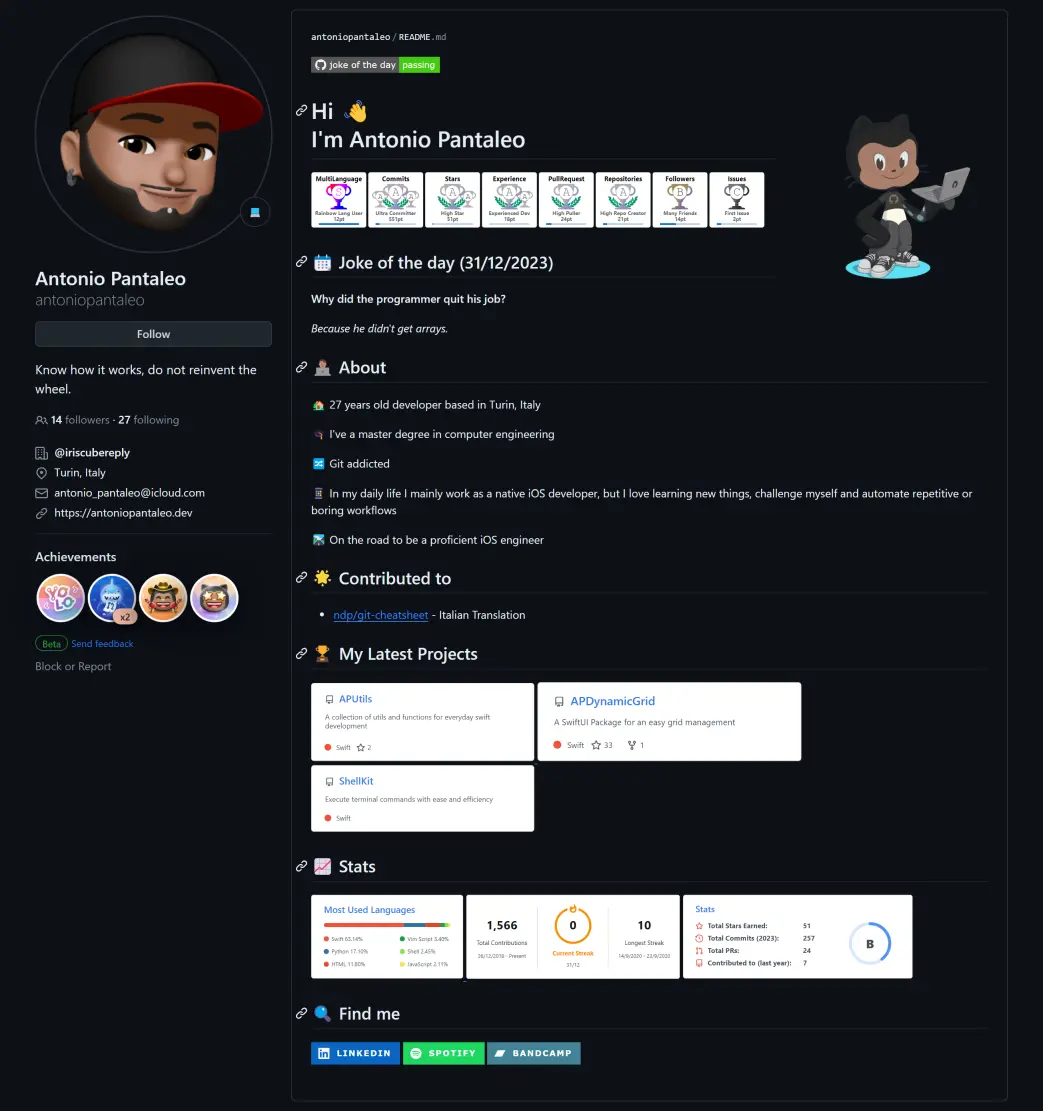 Antonio Pantaleo
antoniopantaleo
Follow
Know how it works, do not reinvent the
wheel.
14 followers · 27 following
@iriscubereply
Turin, Italy
antonio_pantaleo@icloud.com
https://antoniopantaleo.dev
Achievements
YOLO
x2
Beta Send feedback
Block or Report
antoniopantaleo/README.md
joke of the day passing
Hi 👋
I'm Antonio Pantaleo
MultiLanguage Commits Stars Experience PullRequest Repositories Followers Issues
S A A A A A A A A A A B C
Rainbow Lang User Ultra Committer High Star Experienced Dev High Puller High Repo Creator Many Friends First Issue
12pt 551pt 51pt 18pt 24pt 21pt 14pt 2pt
Joke of the day (31/12/2023)
Why did the programmer quit his job?
Because he didn't get arrays.
About
27 years old developer based in Turin, Italy
I've a master degree in computer engineering
Git addicted
In my daily life I mainly work as a native iOS developer, but I love learning new things, challenge myself and automate repetitive or
boring workflows
On the road to be a proficient iOS engineer
Contributed to
• ndp/git-cheatsheet - Italian Translation
My Latest Projects
APUtils
A collection of utils and functions for everyday swift
development
Swift 2
APDynamicGrid
A SwiftUI Package for an easy grid management
Swift 33 1
ShellKit
Execute terminal commands with ease and efficiency
Swift
Stats
Most Used Languages
Swift 63.14% Vim Script 3.40%
Python 17.10% Shell 2.45%
HTML 11.80% JavaScript 2.11%
1,566
Total Contributions
26/12/2018 - Present
0
Current Streak
31/12
10
Longest Streak
14/9/2020 - 23/9/2020
Stats
Total Stars Earned: 51
Total Commits (2023): 257
Total PRs: 24
Contributed to (last year): 7
B
Find me
LINKEDIN SPOTIFY BANDCAMP